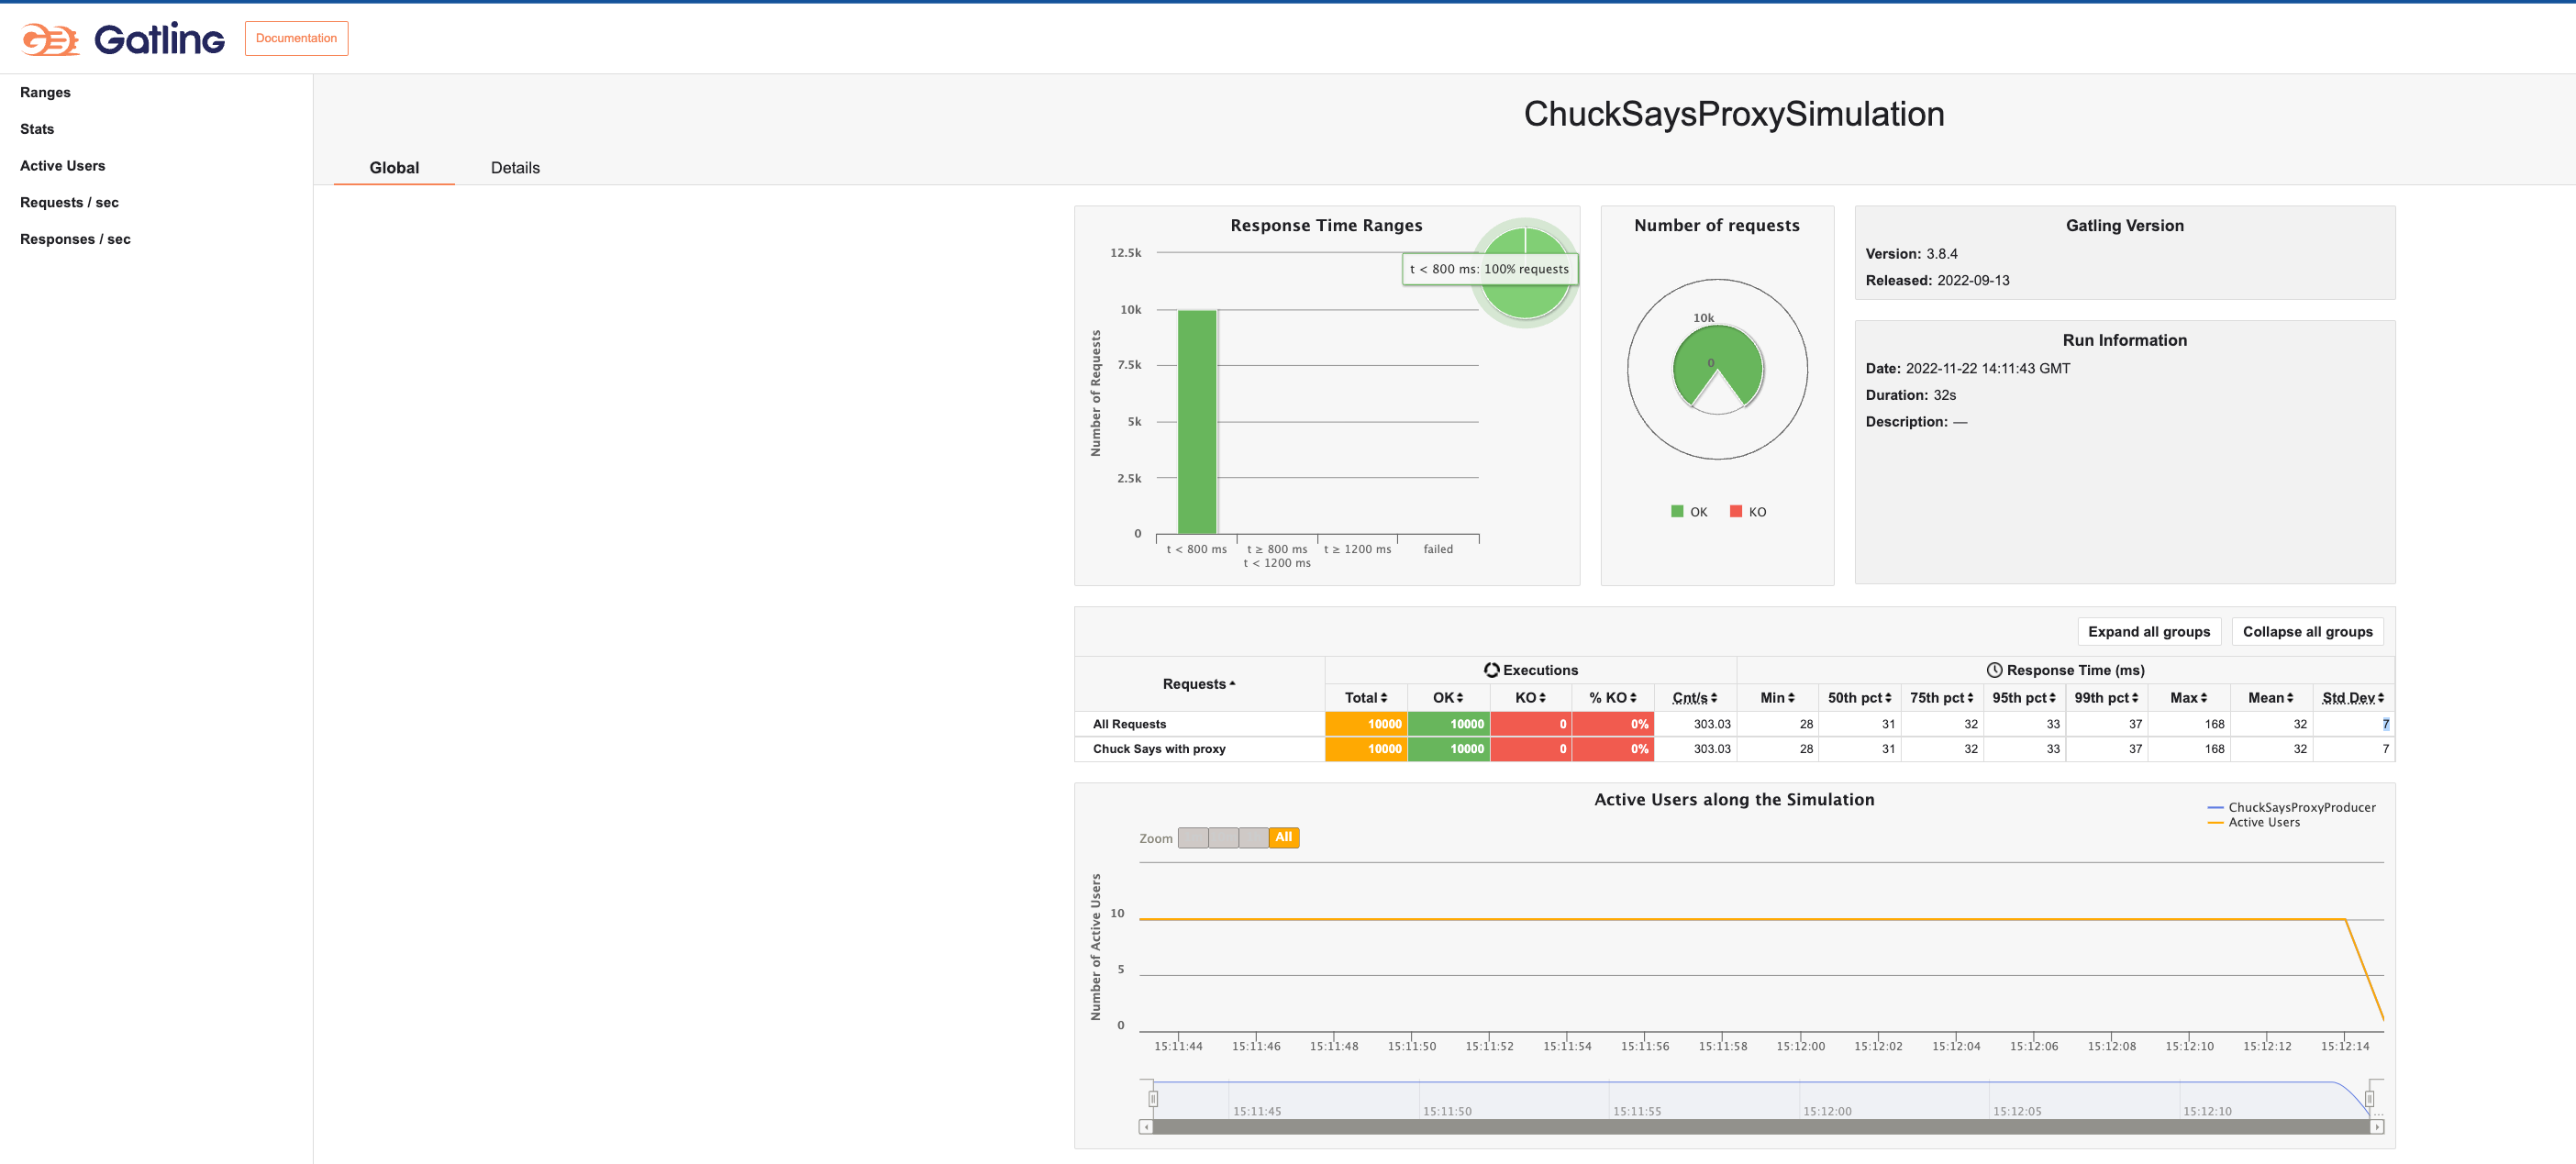 Gatling
Documentation
Ranges
Stats
Active Users
Requests / sec
Responses / sec
ChuckSaysProxySimulation
Global Details
Response Time Ranges
Number of Requests
12.5k
10k
7.5k
5k
2.5k
0
t < 800 ms
t ≥ 800 ms
t < 1200 ms
t ≥ 1200 ms
failed
t < 800 ms: 100% requests
Number of requests
10k
0
OK KO
Gatling Version
Version: 3.8.4
Released: 2022-09-13
Run Information
Date: 2022-11-22 14:11:43 GMT
Duration: 32s
Description: —
Expand all groups Collapse all groups
Requests Executions Response Time (ms)
Total OK KO % KO Cnt/s Min 50th pct 75th pct 95th pct 99th pct Max Mean Std Dev
All Requests 10000 10000 0 0% 303.03 28 31 32 33 37 168 32 7
Chuck Says with proxy 10000 10000 0 0% 303.03 28 31 32 33 37 168 32 7
Active Users along the Simulation
ChuckSaysProxyProducer
Active Users
Zoom All
Number of Active Users
10
5
0
15:11:44 15:11:46 15:11:48 15:11:50 15:11:52 15:11:54 15:11:56 15:11:58 15:12:00 15:12:02 15:12:04 15:12:06 15:12:08 15:12:10 15:12:12 15:12:14
15:11:45 15:11:50 15:11:55 15:12:00 15:12:05 15:12:10 ...